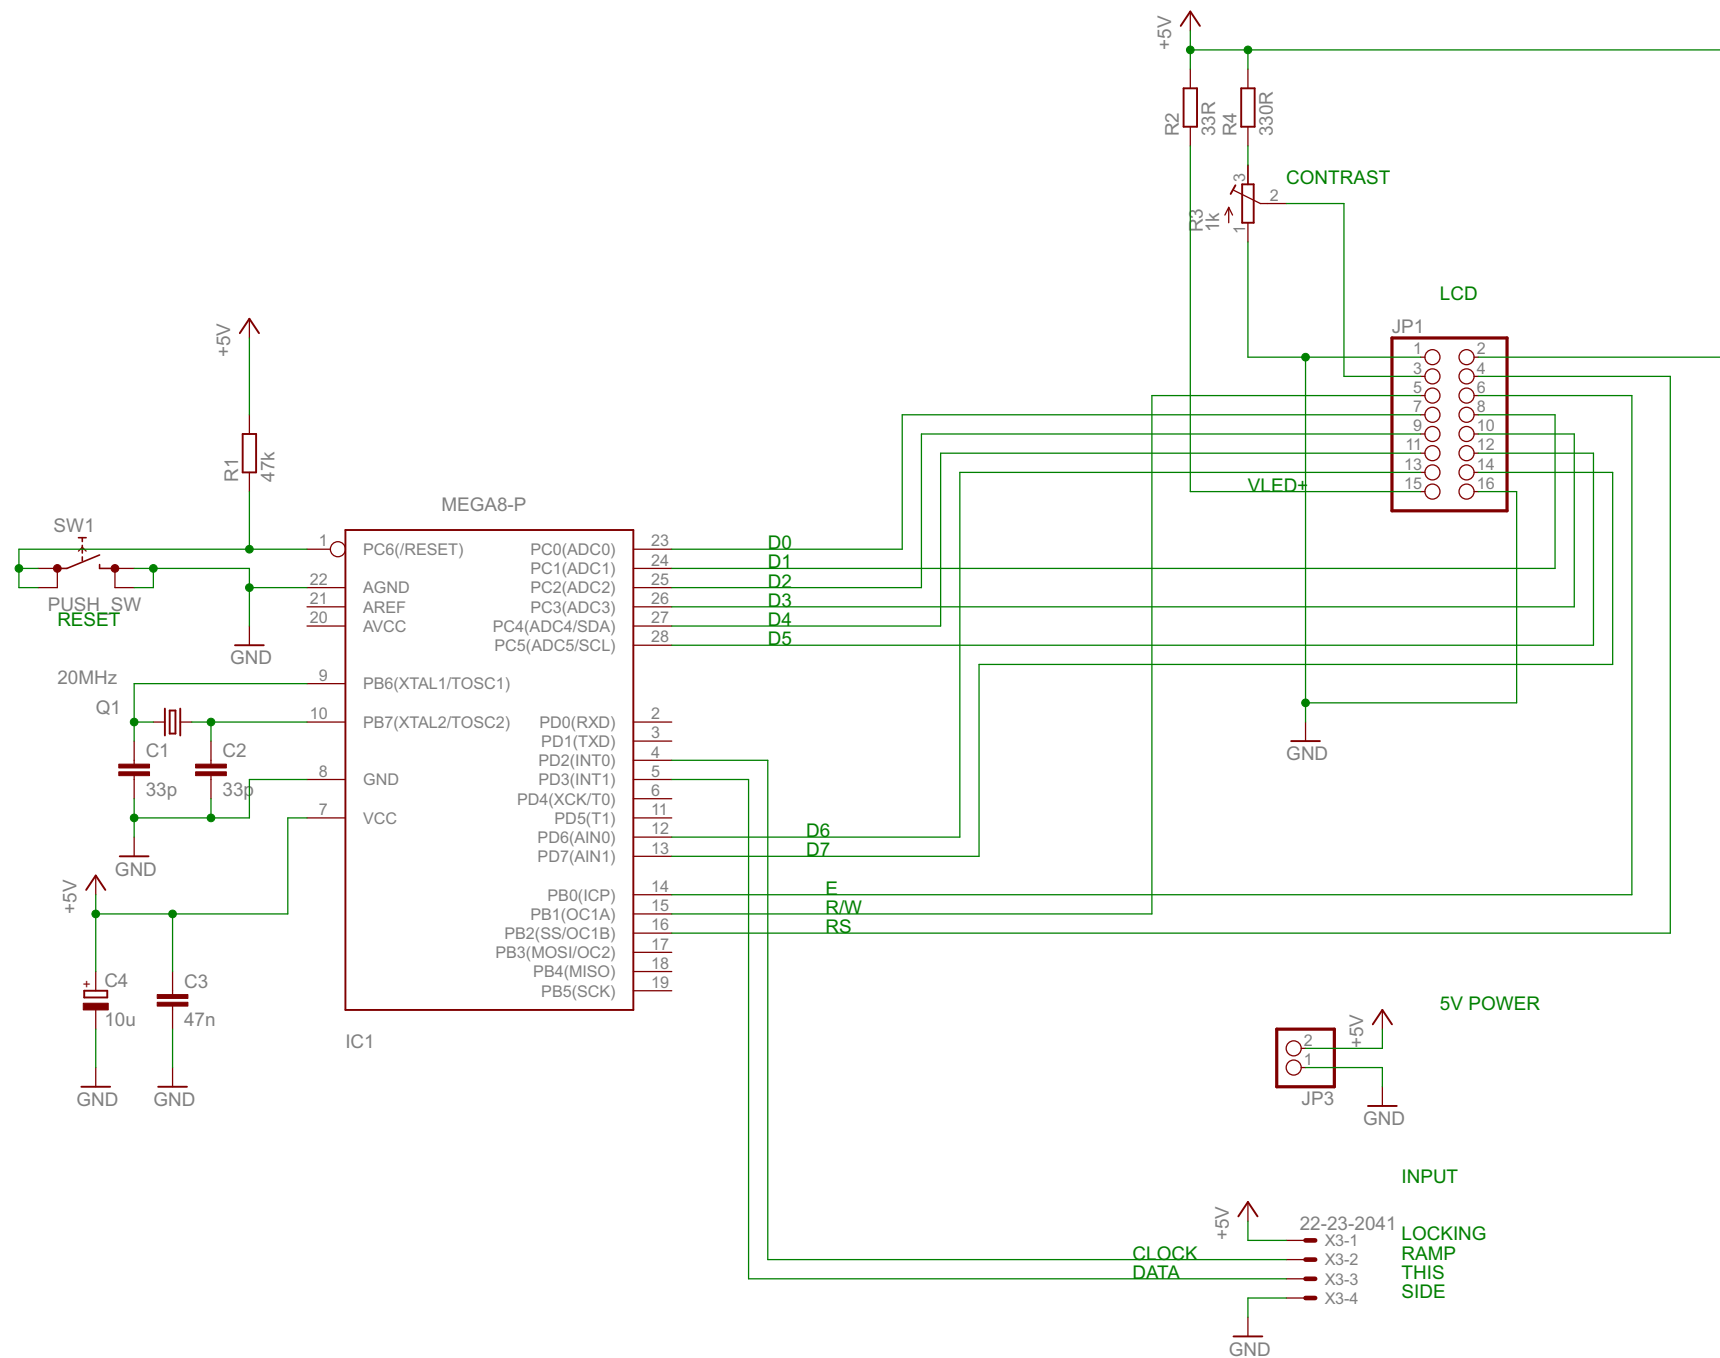 +5V
R2
33R
R4
330R
CONTRAST
3
2
1
R3
1k
LCD
JP1
1 2
3 4
5 6
7 8
9 10
11 12
13 14
15 16
VLED+
GND
+5V
R1
47k
SW1
PUSH_SW
RESET
GND
20MHz
Q1
C1
33p
C2
33p
GND
+5V
C4
+
10u
GND
C3
47n
GND
MEGA8-P
1 PC6(/RESET)
22 AGND
21 AREF
20 AVCC
9 PB6(XTAL1/TOSC1)
10 PB7(XTAL2/TOSC2)
8 GND
7 VCC
PC0(ADC0) 23 D0
PC1(ADC1) 24 D1
PC2(ADC2) 25 D2
PC3(ADC3) 26 D3
PC4(ADC4/SDA) 27 D4
PC5(ADC5/SCL) 28 D5
PD0(RXD) 2
PD1(TXD) 3
PD2(INT0) 4
PD3(INT1) 5
PD4(XCK/T0) 6
PD5(T1) 11
PD6(AIN0) 12 D6
PD7(AIN1) 13 D7
PB0(ICP) 14 E
PB1(OC1A) 15 R/W
PB2(SS/OC1B) 16 RS
PB3(MOSI/OC2) 17
PB4(MISO) 18
PB5(SCK) 19
IC1
5V POWER
+5V
2
1
JP3
GND
INPUT
+5V
22-23-2041
X3-1 LOCKING
CLOCK X3-2 RAMP
DATA X3-3 THIS
X3-4 SIDE
GND